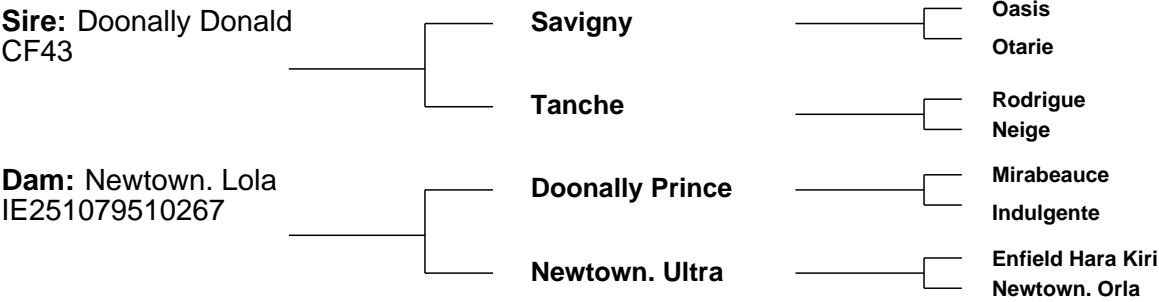 Sire: Doonally Donald
CF43
Savigny
Oasis
Otarie
Tanche
Rodrigue
Neige
Dam: Newtown. Lola
IE251079510267
Doonally Prince
Mirabeauce
Indulgente
Newtown. Ultra
Enfield Hara Kiri
Newtown. Orla